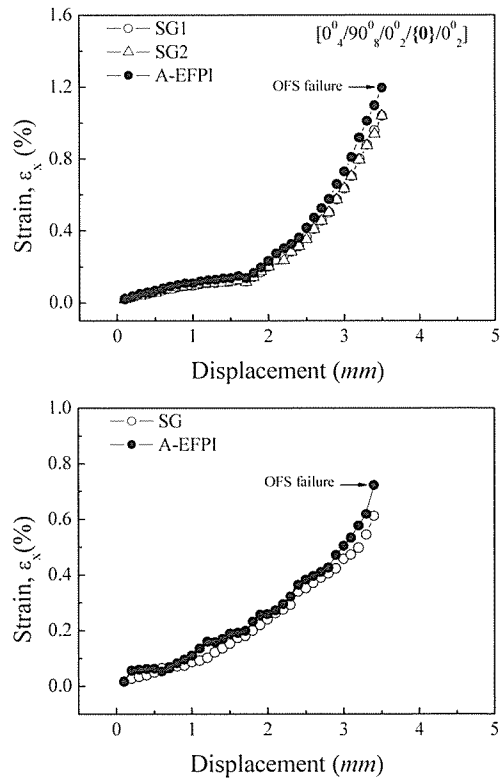 1.6
SG1
SG2
A-EFPI
[0⁰₄/90⁰₈/0⁰₂/{0}/0⁰₂]
OFS failure
1.2
0.8
0.4
0.0
Strain, εₓ (%)
0 1 2 3 4 5
Displacement (mm)
1.0
SG
A-EFPI
OFS failure
0.8
0.6
0.4
0.2
0.0
Strain, εₓ(%)
0 1 2 3 4 5
Displacement (mm)